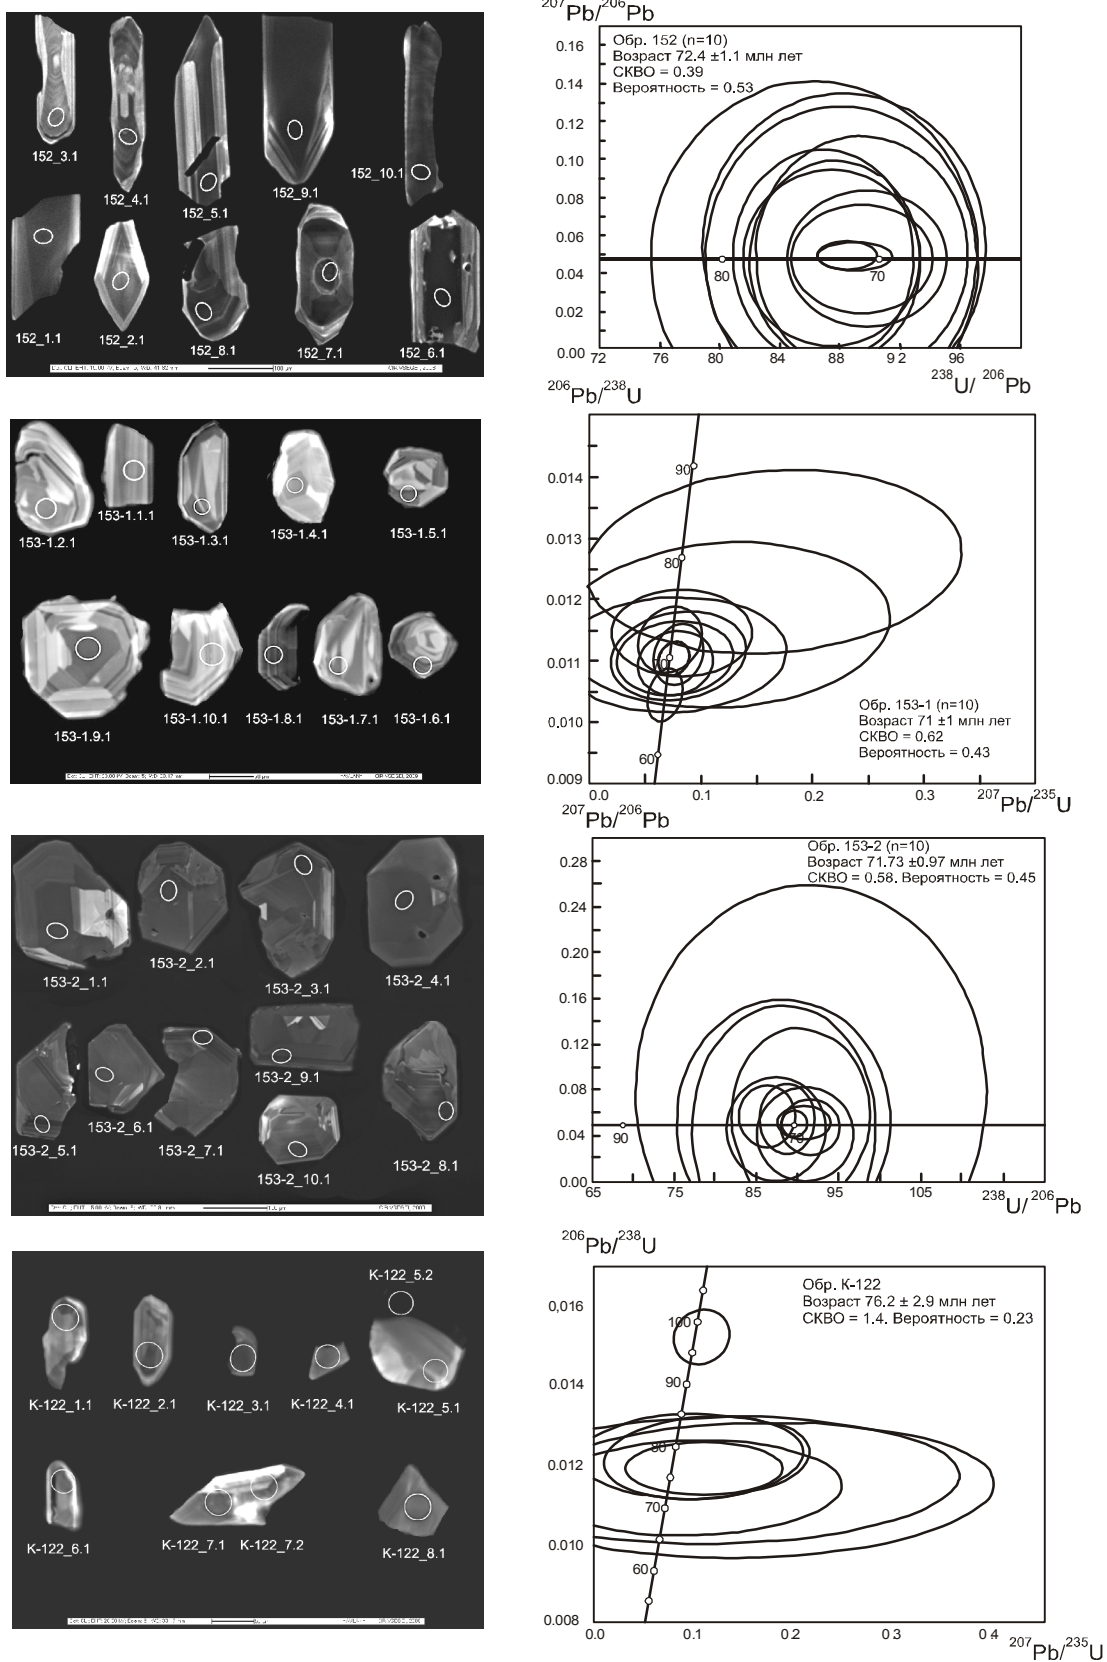 152_3.1
152_4.1
152_5.1
152_9.1
152_10.1
152_1.1
152_2.1
152_8.1
152_7.1
152_6.1
207Pb/206Pb
Обр. 152 (n=10)
Возраст 72.4 ±1.1 млн лет
СКВО = 0.39
Вероятность = 0.53
0.16
0.14
0.12
0.10
0.08
0.06
0.04
0.02
0.00
80
70
72 76 80 84 88 92 96
238U/ 206Pb
153-1.2.1
153-1.1.1
153-1.3.1
153-1.4.1
153-1.5.1
153-1.9.1
153-1.10.1
153-1.8.1
153-1.7.1
153-1.6.1
206Pb/238U
0.014
0.013
0.012
0.011
0.010
0.009
90
80
70
60
Обр. 153-1 (n=10)
Возраст 71 ±1 млн лет
СКВО = 0.62
Вероятность = 0.43
0.0 0.1 0.2 0.3
207Pb/235U
153-2_1.1
153-2_2.1
153-2_3.1
153-2_4.1
153-2_5.1
153-2_6.1
153-2_7.1
153-2_9.1
153-2_10.1
153-2_8.1
207Pb/206Pb
Обр. 153-2 (n=10)
Возраст 71.73 ±0.97 млн лет
СКВО = 0.58. Вероятность = 0.45
0.28
0.24
0.20
0.16
0.12
0.08
0.04
0.00
90
70
65 75 85 95 105
238U/206Pb
K-122_5.2
K-122_1.1
K-122_2.1
K-122_3.1
K-122_4.1
K-122_5.1
K-122_6.1
K-122_7.1
K-122_7.2
K-122_8.1
206Pb/238U
Обр. К-122
Возраст 76.2 ± 2.9 млн лет
СКВО = 1.4. Вероятность = 0.23
0,016
0.014
0.012
0.010
0.008
100
90
80
70
60
0.0 0.1 0 2 0 3 0 4
207Pb/235U